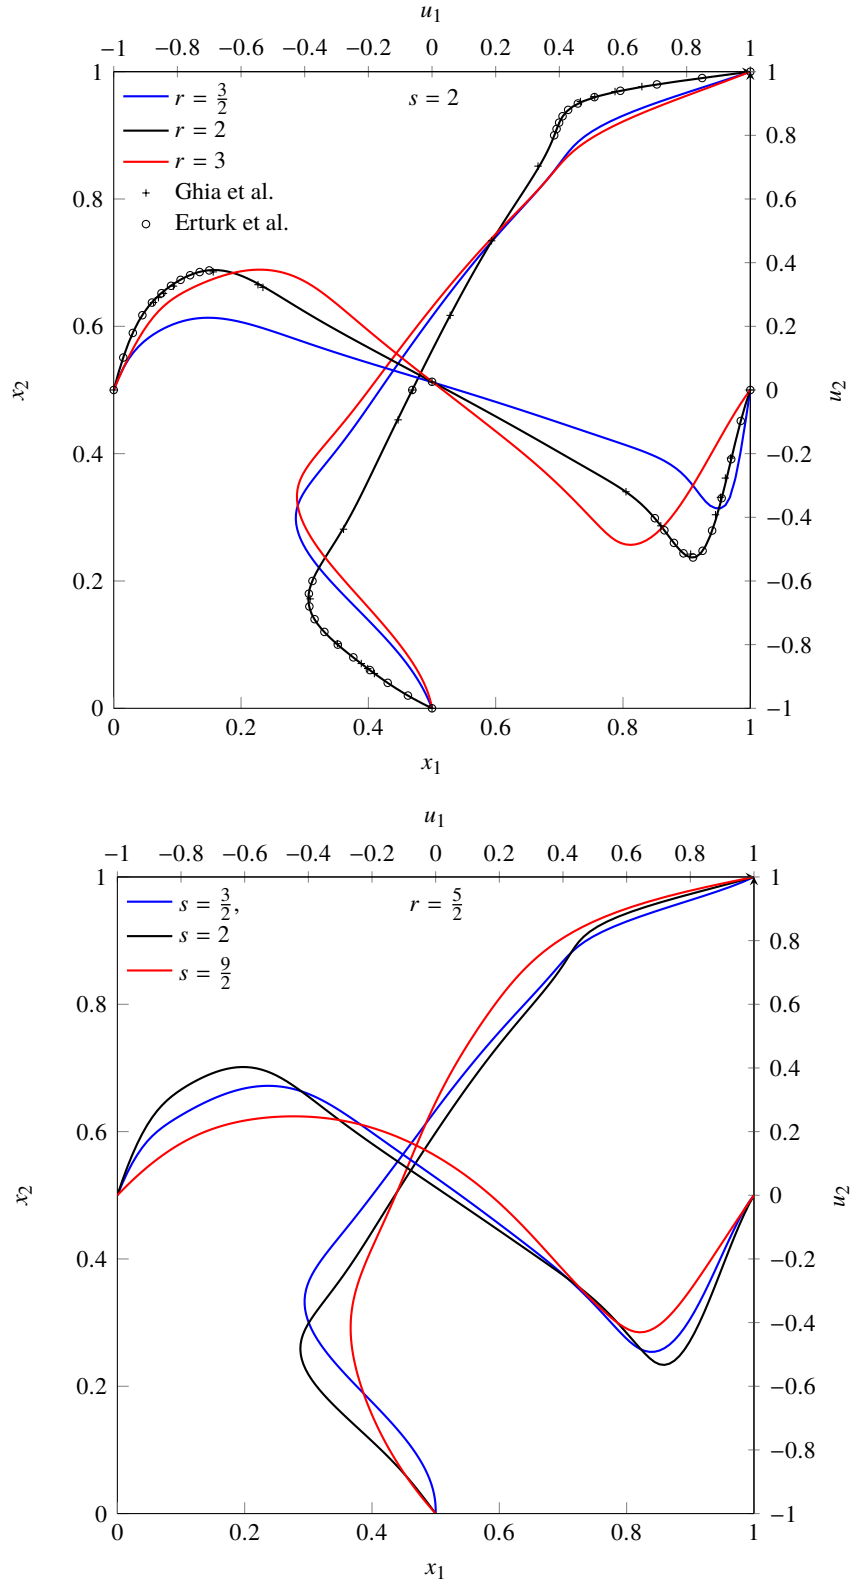 u₁
−1 −0.8 −0.6 −0.4 −0.2 0 0.2 0.4 0.6 0.8 1
1 1
r = 3/2 s = 2
r = 2
0.8
r = 3
0.8 0.6
Ghia et al.
Erturk et al.
0.4
0.6 0.2
x₂ 0 u₂
0.4 −0.2
−0.4
0.2 −0.6
−0.8
0 −1
0 0.2 0.4 0.6 0.8 1
x₁
u₁
−1 −0.8 −0.6 −0.4 −0.2 0 0.2 0.4 0.6 0.8 1
1 1
s = 3/2, r = 5/2
s = 2
0.8
s = 9/2
0.8 0.6
0.4
0.6 0.2
x₂ 0 u₂
0.4 −0.2
−0.4
0.2 −0.6
−0.8
0 −1
0 0.2 0.4 0.6 0.8 1
x₁